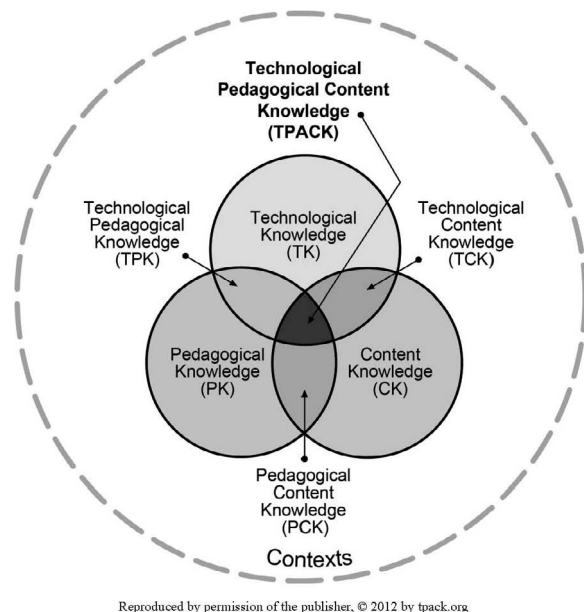 Technological
Pedagogical Content
Knowledge
(TPACK)
Technological
Pedagogical
Knowledge
(TPK)
Technological
Knowledge
(TK)
Technological
Content
Knowledge
(TCK)
Pedagogical
Knowledge
(PK)
Content
Knowledge
(CK)
Pedagogical
Content
Knowledge
(PCK)
Contexts
Reproduced by permission of the publisher, © 2012 by tpack.org